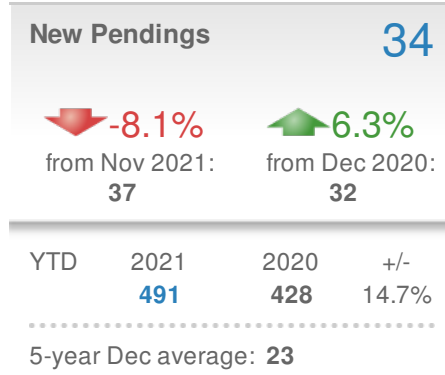 New Pendings 34
-8.1% 6.3%
from Nov 2021: from Dec 2020:
37 32
YTD 2021 2020 +/-
491 428 14.7%
5-year Dec average: 23